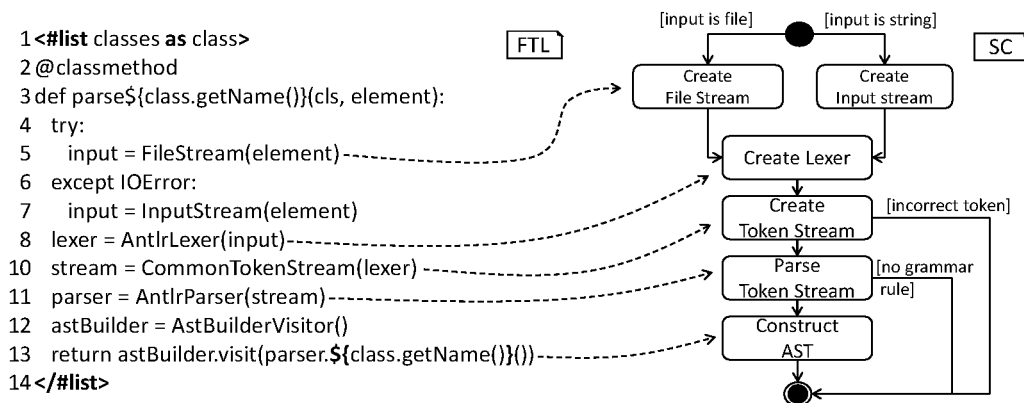 1 <#list classes as class>
2 @classmethod
3 def parse${class.getName()}(cls, element):
4 try:
5 input = FileStream(element)
6 except IOError:
7 input = InputStream(element)
8 lexer = AntlrLexer(input)
10 stream = CommonTokenStream(lexer)
11 parser = AntlrParser(stream)
12 astBuilder = AstBuilderVisitor()
13 return astBuilder.visit(parser.${class.getName()}())
14 </#list>
FTL
[input is file]
[input is string]
SC
Create
File Stream
Create
Input stream
Create Lexer
Create
Token Stream
[incorrect token]
Parse
Token Stream
[no grammar
rule]
Construct
AST